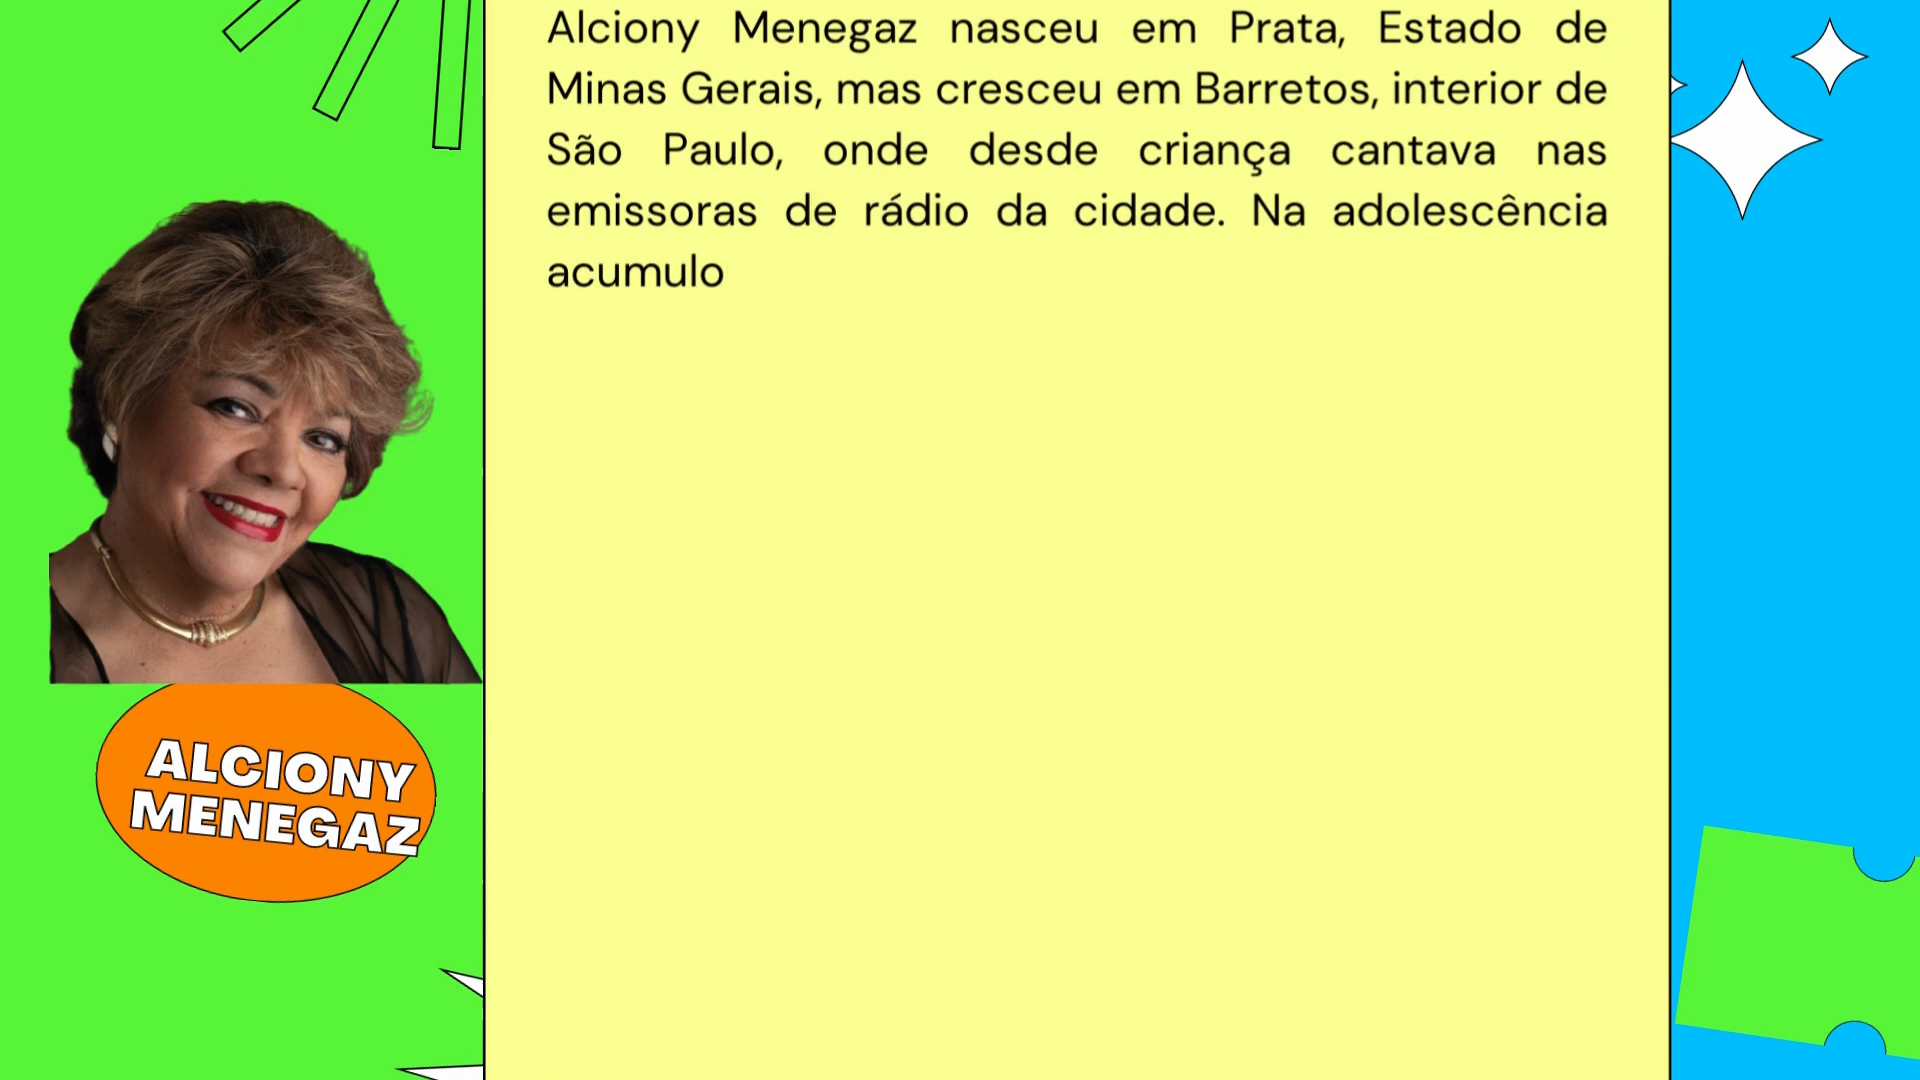 Alciony Menegaz nasceu em Prata, Estado de
Minas Gerais, mas cresceu em Barretos, interior de
São Paulo, onde desde criança cantava nas
emissoras de rádio da cidade. Na adolescência
acumulo
ALCIONY
MENEGAZ